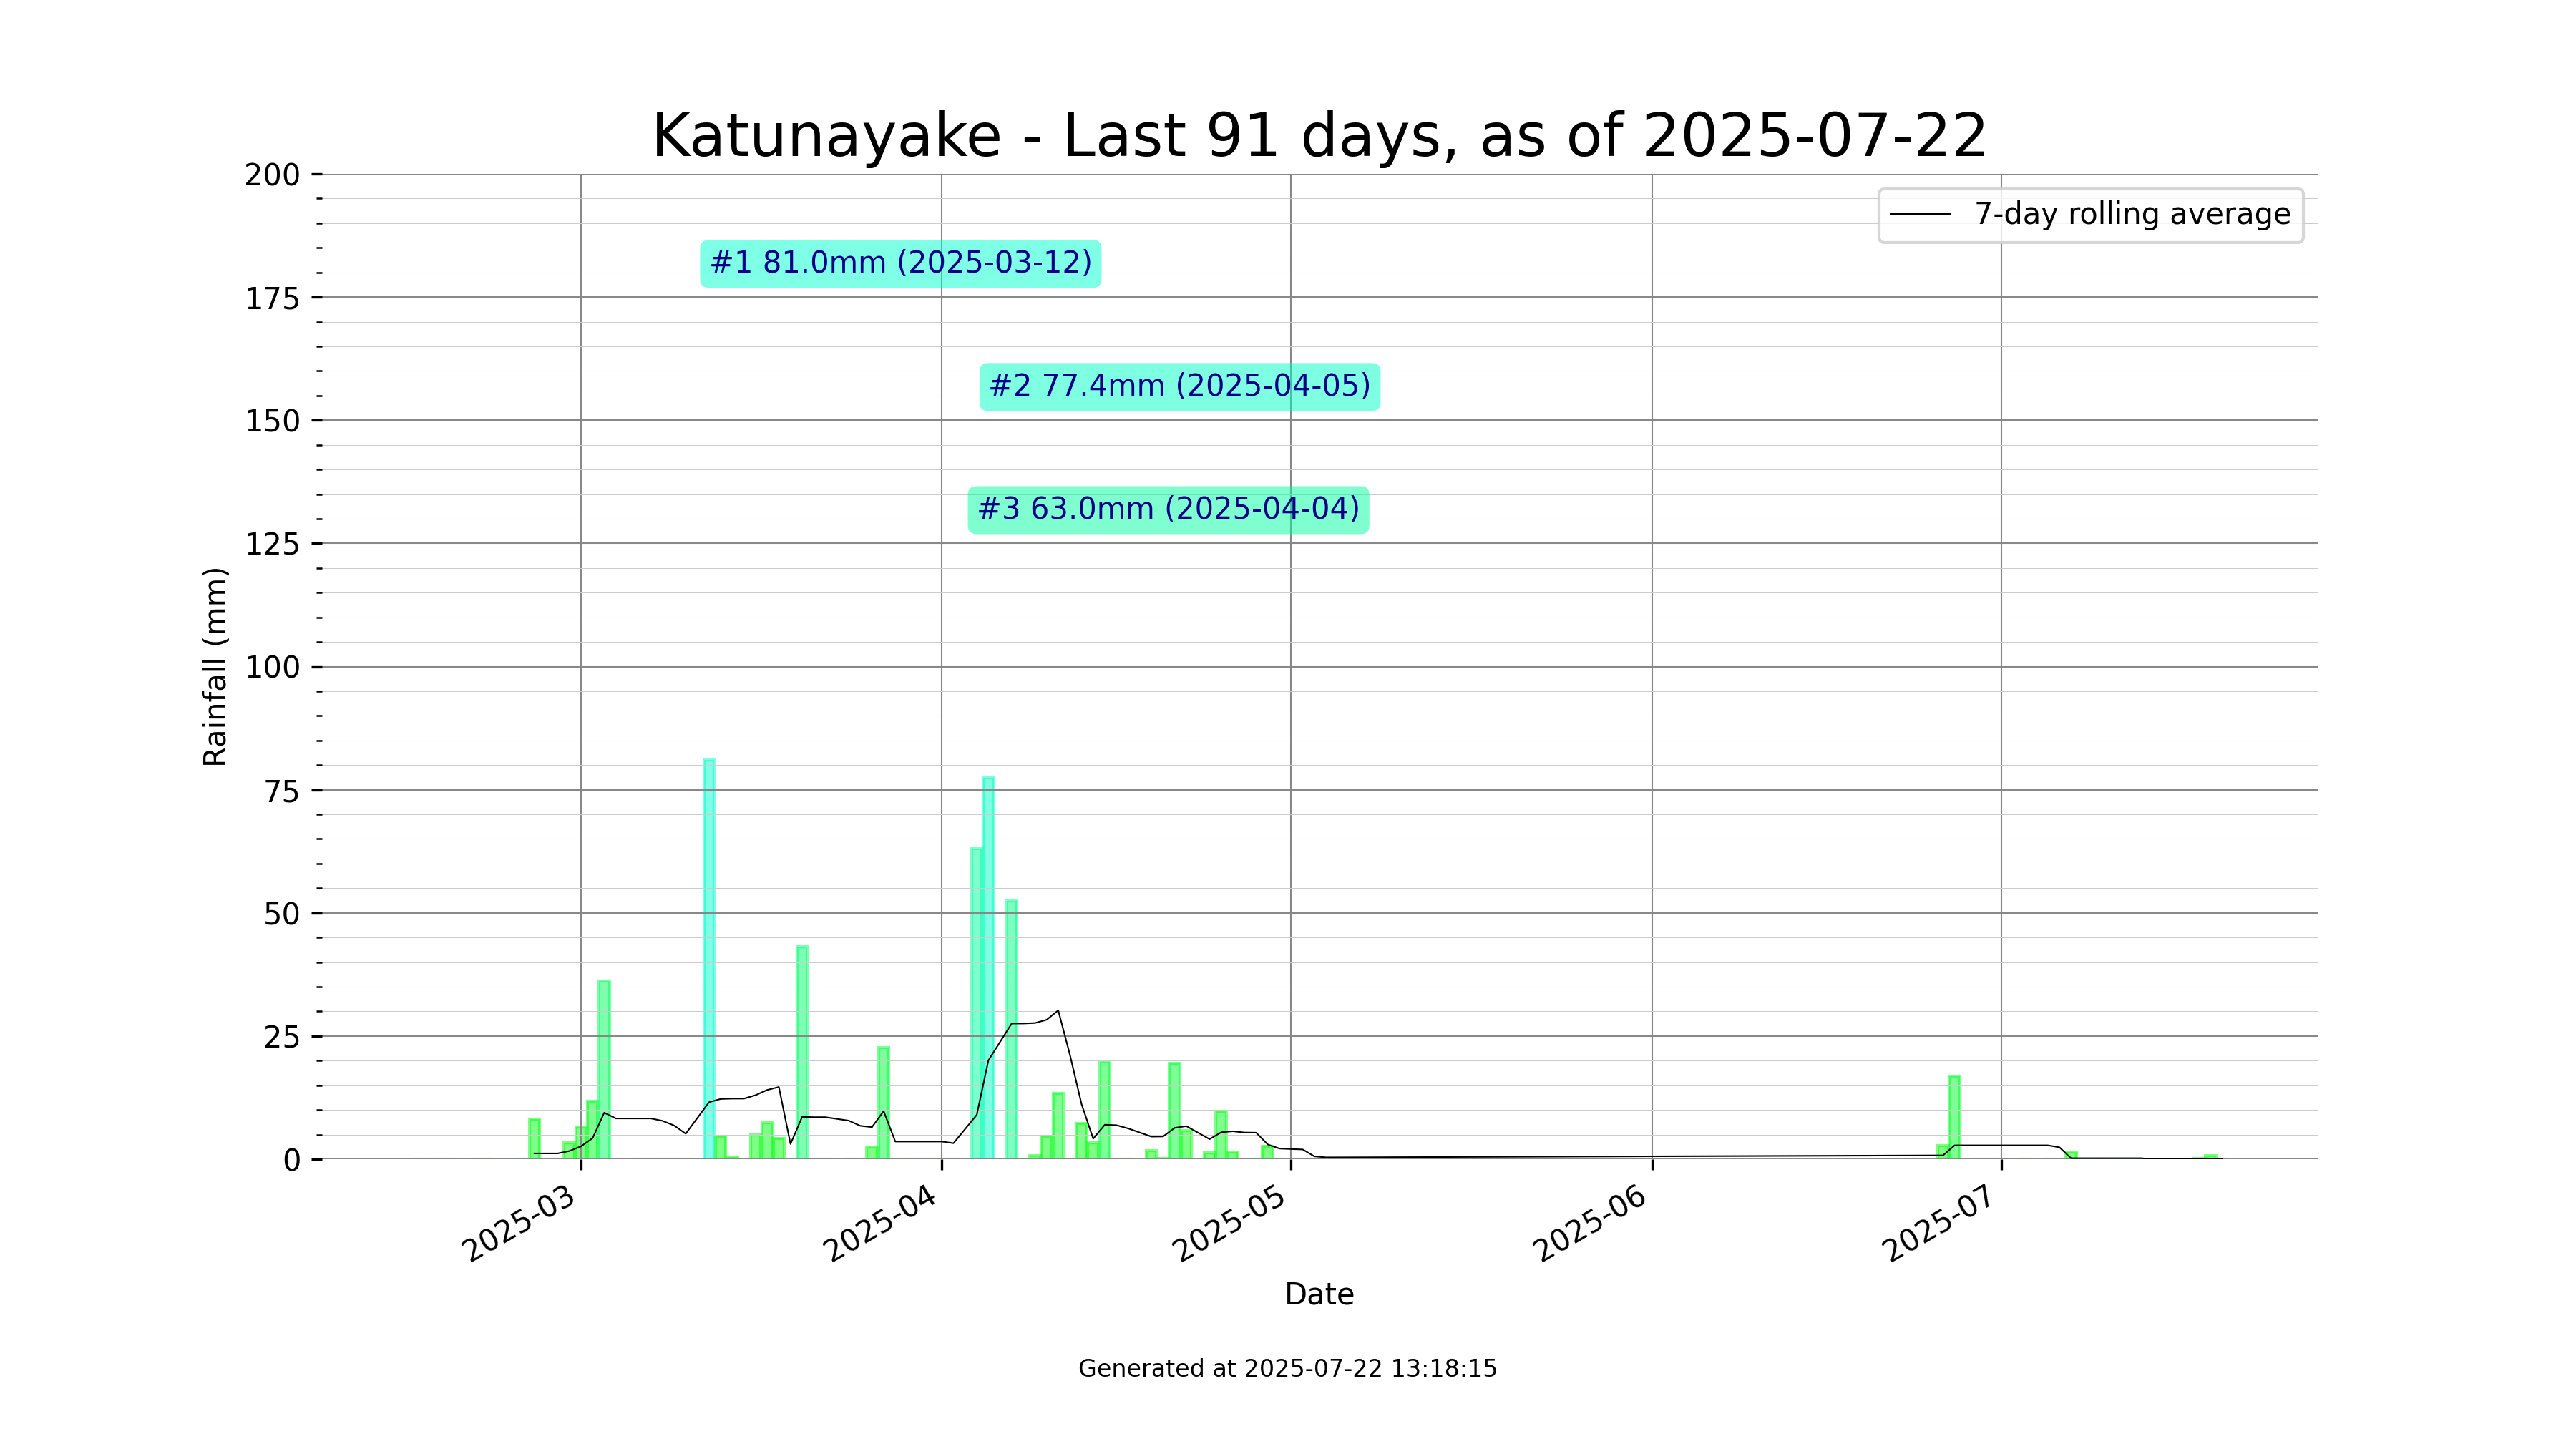 Katunayake - Last 91 days, as of 2025-07-22
200
175
150
125
100
75
50
25
0
Rainfall (mm)
7-day rolling average
#1 81.0mm (2025-03-12)
#2 77.4mm (2025-04-05)
#3 63.0mm (2025-04-04)
2025-03
2025-04
2025-05
2025-06
2025-07
Date
Generated at 2025-07-22 13:18:15